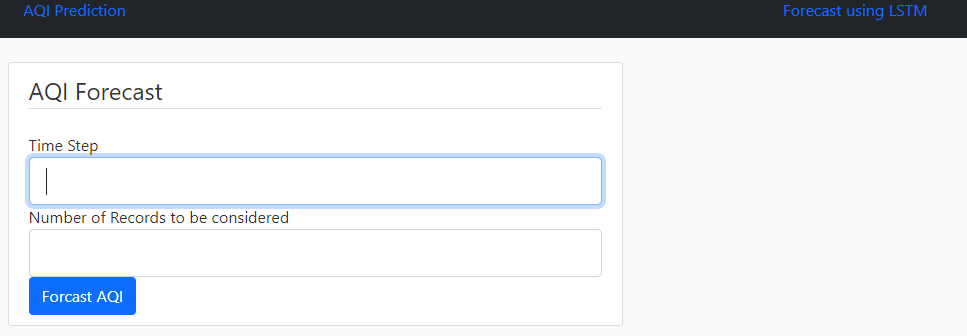 AQI Prediction Forecast using LSTM
AQI Forecast
Time Step
Number of Records to be considered
Forcast AQI